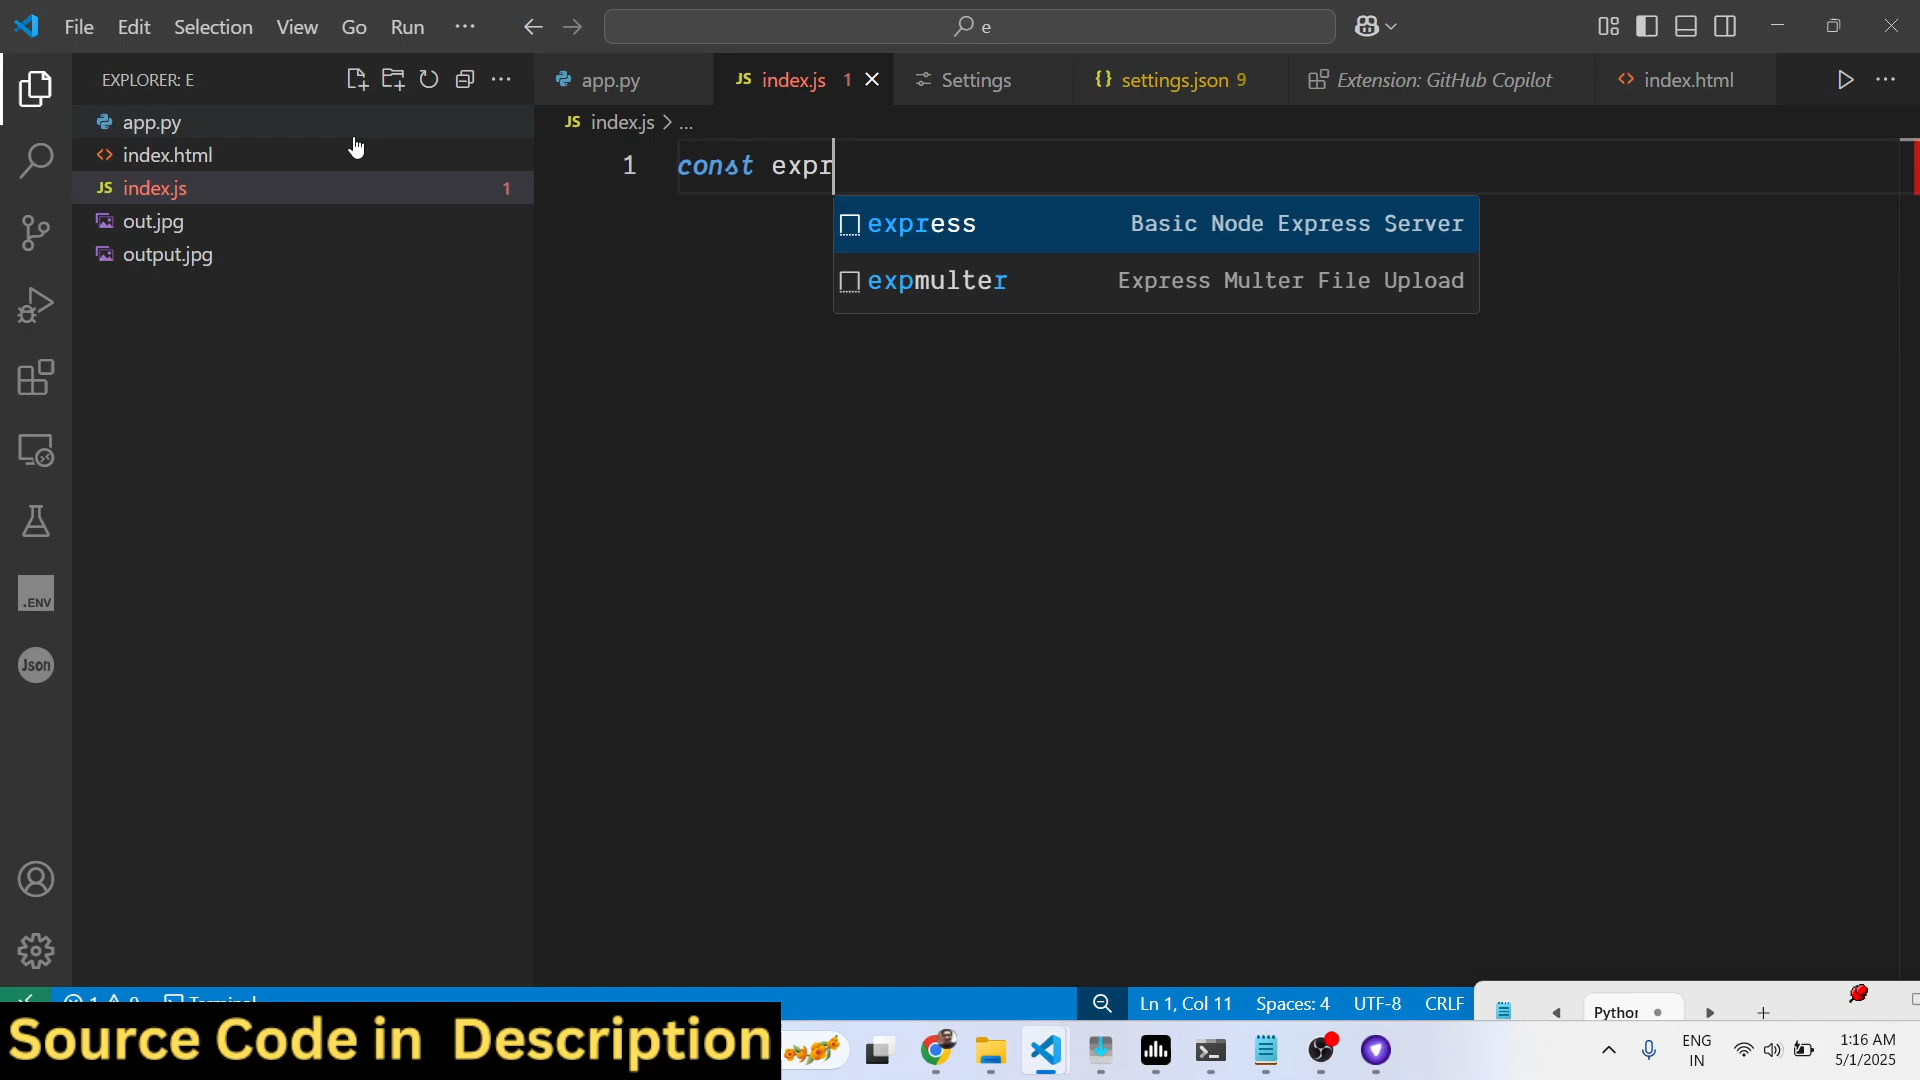 File Edit Selection View Go Run
e
EXPLORER: E
app.py
index.html
JS index.js 1
out.jpg
output.jpg
.ENV
Json
app.py
JS index.js 1
Settings
{} settings.json 9
Extension: GitHub Copilot
<> index.html
JS index.js > ...
1 const expr
express Basic Node Express Server
expmulter Express Multer File Upload
Ln 1, Col 11 Spaces: 4 UTF-8 CRLF
Source Code in Description
ENG
IN
1:16 AM
5/1/2025